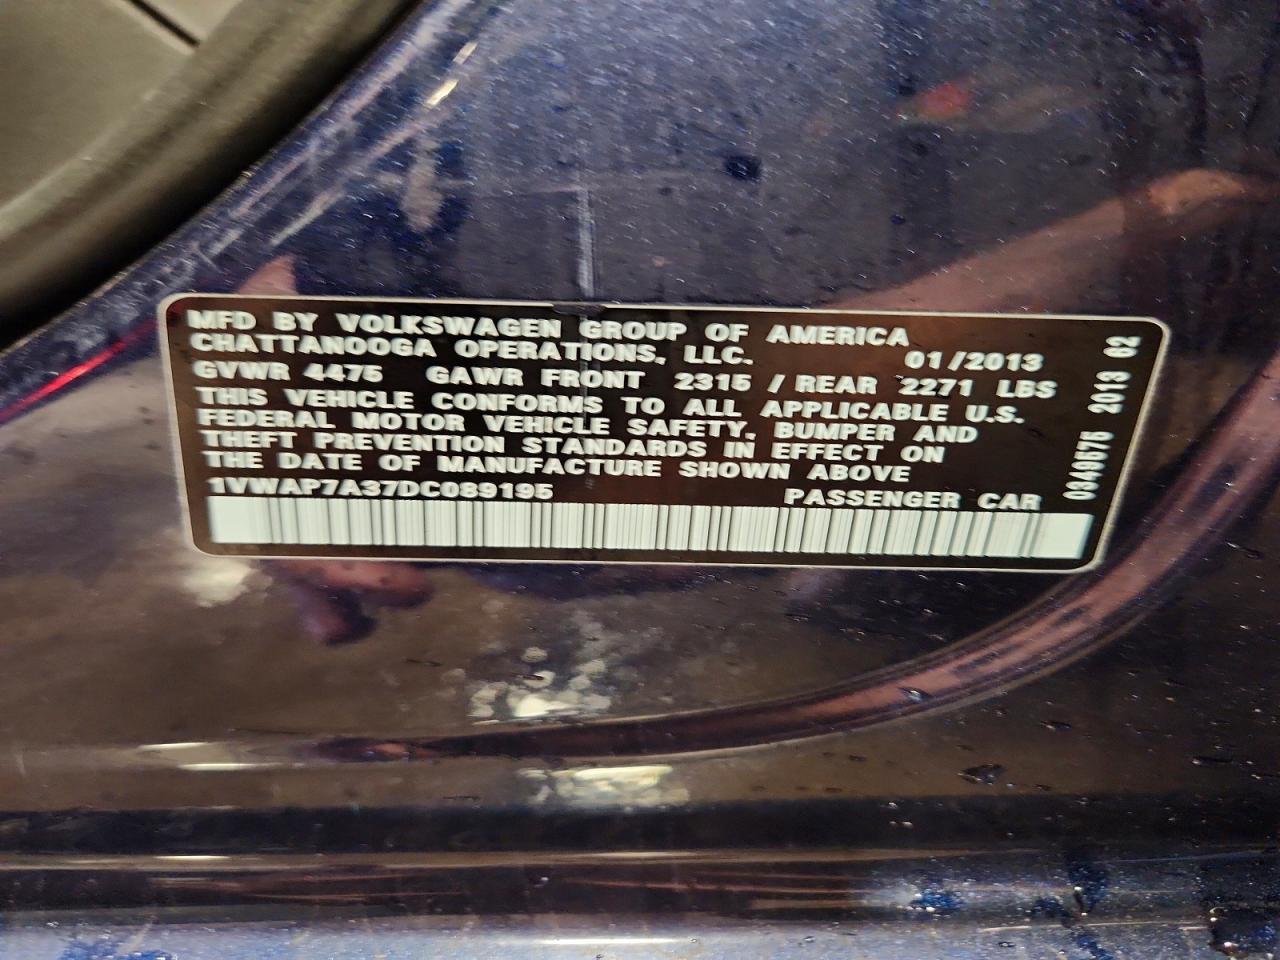 MFD BY VOLKSWAGEN GROUP OF AMERICA
CHATTANOOGA OPERATIONS, LLC. 01/2013
GVWR 4475 GAWR FRONT 2315 / REAR 2271 LBS
THIS VEHICLE CONFORMS TO ALL APPLICABLE U.S.
FEDERAL MOTOR VEHICLE SAFETY, BUMPER AND
THEFT PREVENTION STANDARDS IN EFFECT ON
THE DATE OF MANUFACTURE SHOWN ABOVE
1VWAP7A37DC089195 PASSENGER CAR
0349575 2013 62